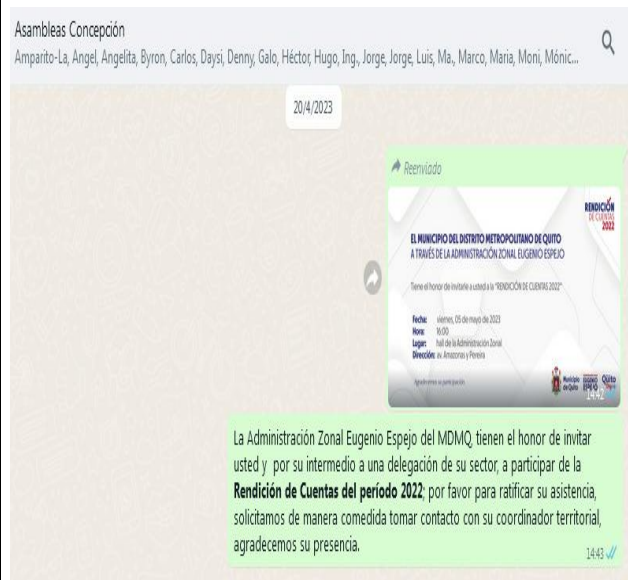 Asambleas Concepción
Amparito-La, Angel, Angelita, Byron, Carlos, Daysi, Denny, Galo, Héctor, Hugo, Ing., Jorge, Jorge, Luis, Ma., Marco, Maria, Moni, Mónic...
20/4/2023
Reenviado
RENDICIÓN
DE CUENTAS
2022
EL MUNICIPIO DEL DISTRITO METROPOLITANO DE QUITO
A TRAVÉS DE LA ADMINISTRACIÓN ZONAL EUGENIO ESPEJO
Tiene el honor de invitarle a usted a la "RENDICIÓN DE CUENTAS 2022"
Fecha: viernes, 05 de mayo de 2023
Hora: 16:00
Lugar: hall de la Administración Zonal
Dirección: av. Amazonas y Pereira
Agradecemos su participación
Municipio
de Quito
EUGENIO
ESPEJO
Quito
14:42
La Administración Zonal Eugenio Espejo del MDMQ, tienen el honor de invitar
usted y por su intermedio a una delegación de su sector, a participar de la
Rendición de Cuentas del período 2022; por favor para ratificar su asistencia,
solicitamos de manera comedida tomar contacto con su coordinador territorial,
agradecemos su presencia.
14:43